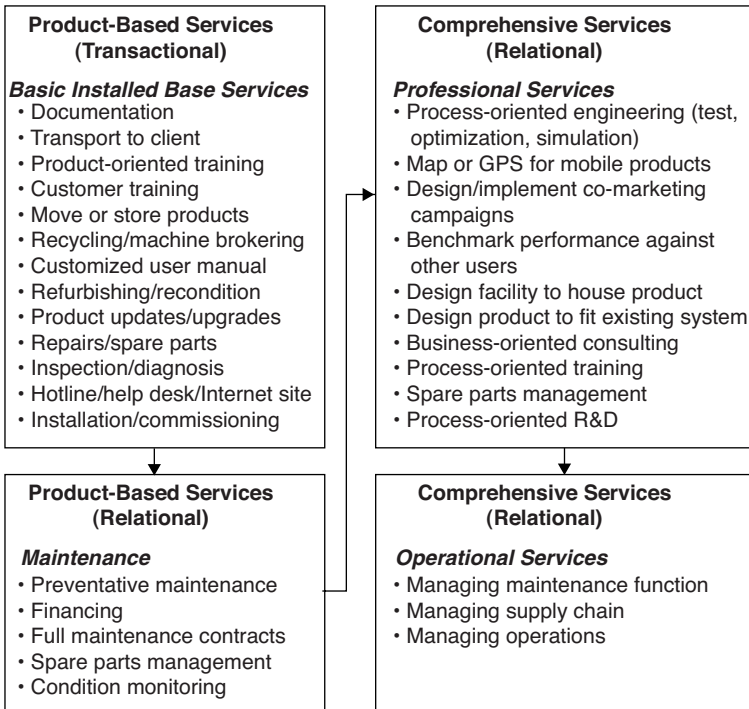 Product-Based Services
(Transactional)
Basic Installed Base Services
• Documentation
• Transport to client
• Product-oriented training
• Customer training
• Move or store products
• Recycling/machine brokering
• Customized user manual
• Refurbishing/recondition
• Product updates/upgrades
• Repairs/spare parts
• Inspection/diagnosis
• Hotline/help desk/Internet site
• Installation/commissioning
Product-Based Services
(Relational)
Maintenance
• Preventative maintenance
• Financing
• Full maintenance contracts
• Spare parts management
• Condition monitoring
Comprehensive Services
(Relational)
Professional Services
• Process-oriented engineering (test,
optimization, simulation)
• Map or GPS for mobile products
• Design/implement co-marketing
campaigns
• Benchmark performance against
other users
• Design facility to house product
• Design product to fit existing system
• Business-oriented consulting
• Process-oriented training
• Spare parts management
• Process-oriented R&D
Comprehensive Services
(Relational)
Operational Services
• Managing maintenance function
• Managing supply chain
• Managing operations